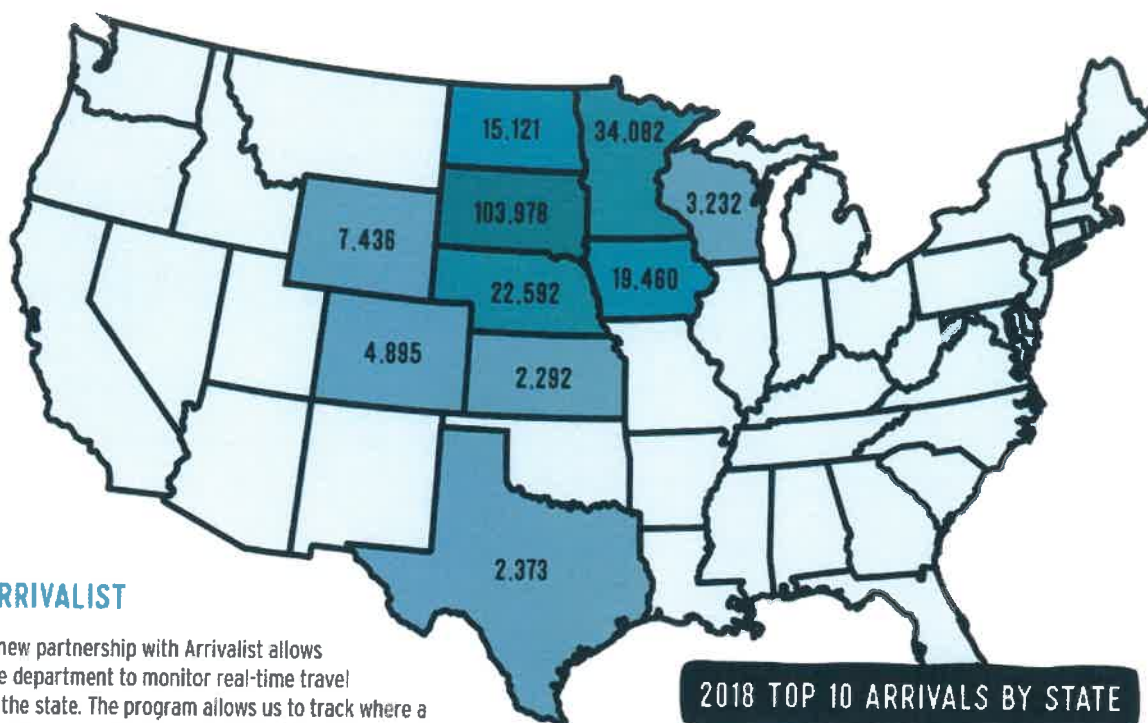 15,121
34,082
103,978
3,232
7,436
22,592
19,460
4,895
2,292
2,373
RRIVALIST
new partnership with Arrivalist allows
e department to monitor real-time travel
the state. The program allows us to track where a
2018 TOP 10 ARRIVALS BY STATE